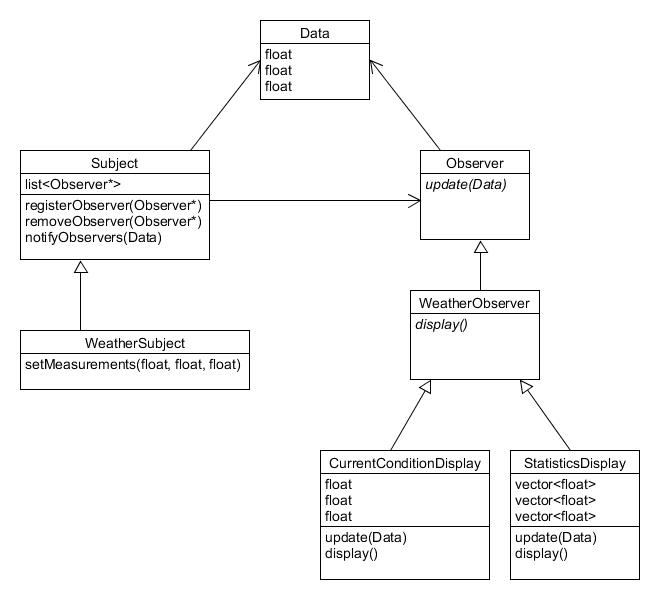 Data
float
float
float
Subject
list<Observer*>
registerObserver(Observer*)
removeObserver(Observer*)
notifyObservers(Data)
Observer
update(Data)
WeatherObserver
display()
WeatherSubject
setMeasurements(float, float, float)
CurrentConditionDisplay
float
float
float
update(Data)
display()
StatisticsDisplay
vector<float>
vector<float>
vector<float>
update(Data)
display()